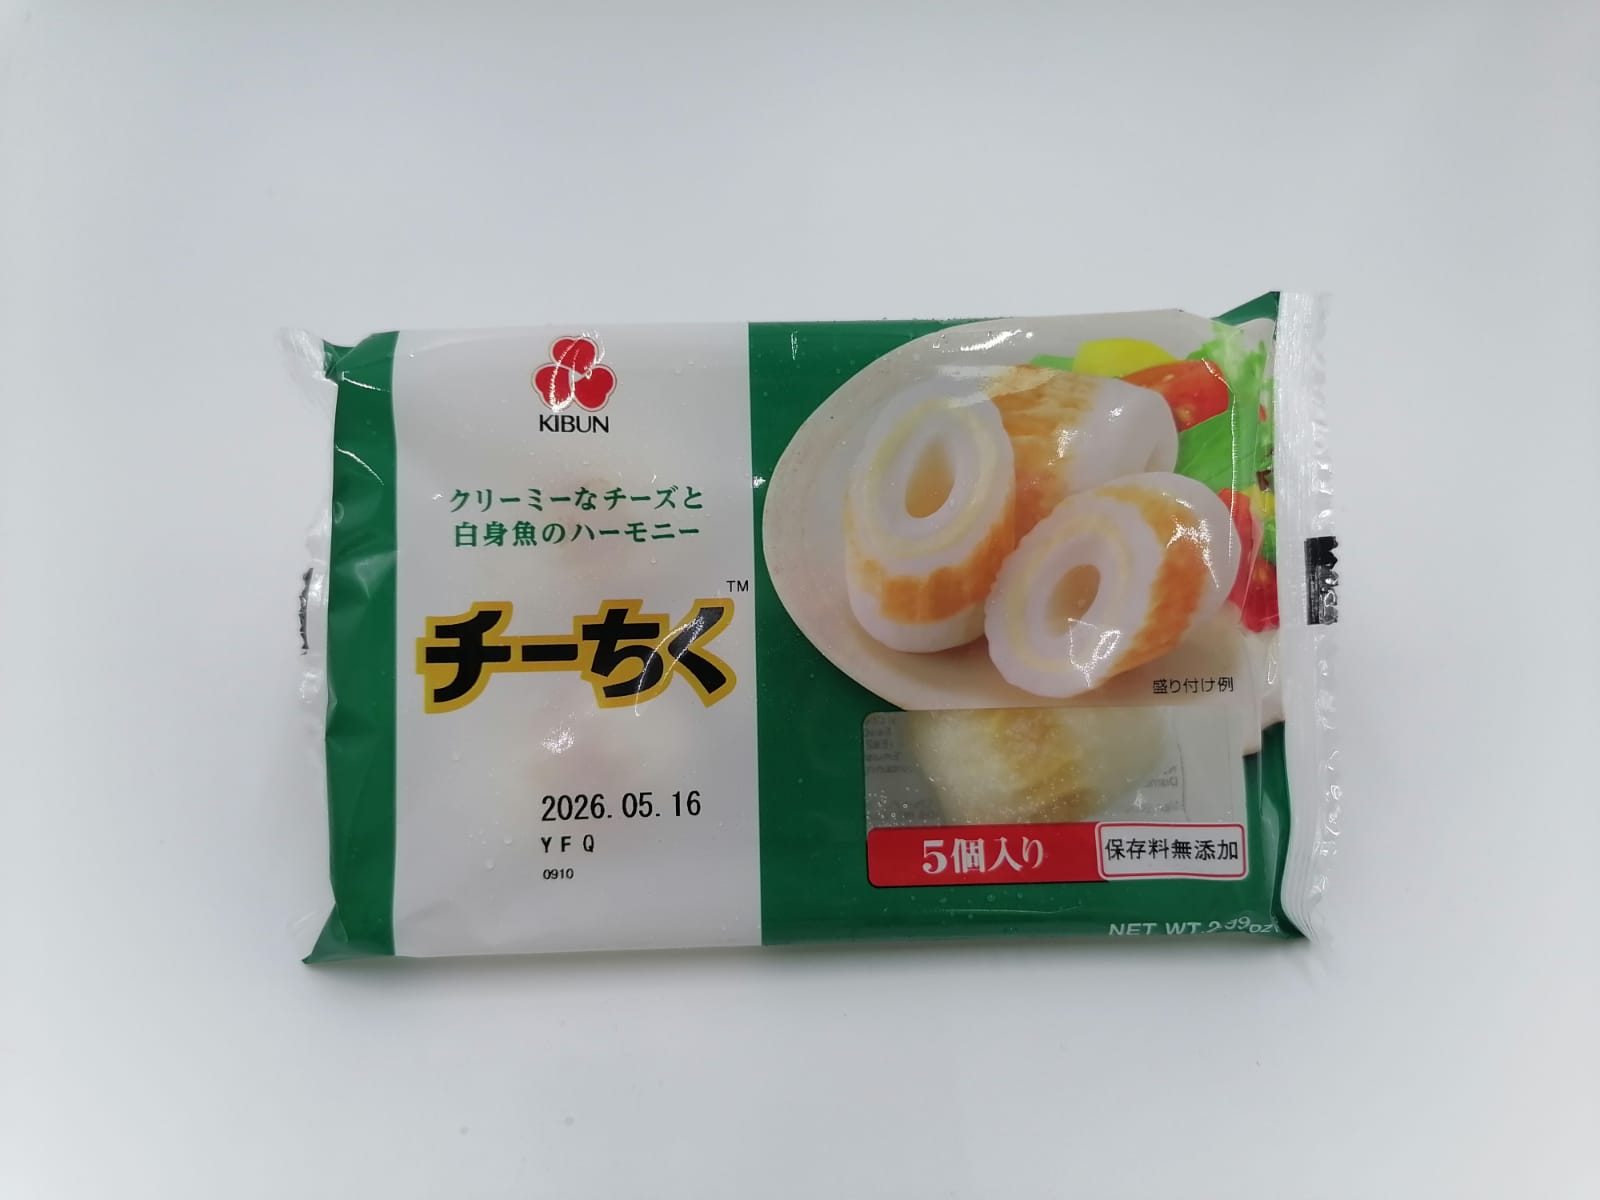 KIBUN
クリーミーなチーズと
白身魚のハーモニー
チーちく™
2026.05.16
YFQ
0910
盛り付け例
5個入り
保存料無添加
NET WT.